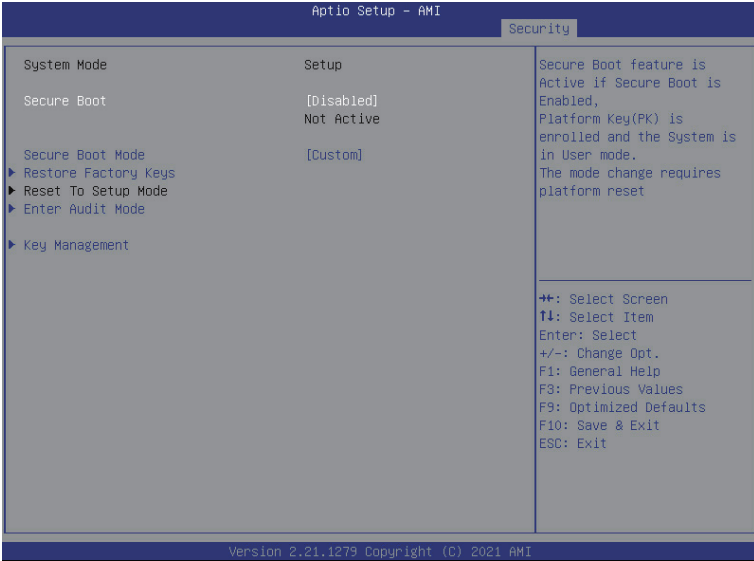 Aptio Setup – AMI
Security
System Mode Setup
Secure Boot [Disabled]
Not Active
Secure Boot Mode [Custom]
Restore Factory Keys
Reset To Setup Mode
Enter Audit Mode
Key Management
Secure Boot feature is
Active if Secure Boot is
Enabled,
Platform Key(PK) is
enrolled and the System is
in User mode.
The mode change requires
platform reset
→←: Select Screen
↑↓: Select Item
Enter: Select
+/-: Change Opt.
F1: General Help
F3: Previous Values
F9: Optimized Defaults
F10: Save & Exit
ESC: Exit
Version 2.21.1279 Copyright (C) 2021 AMI